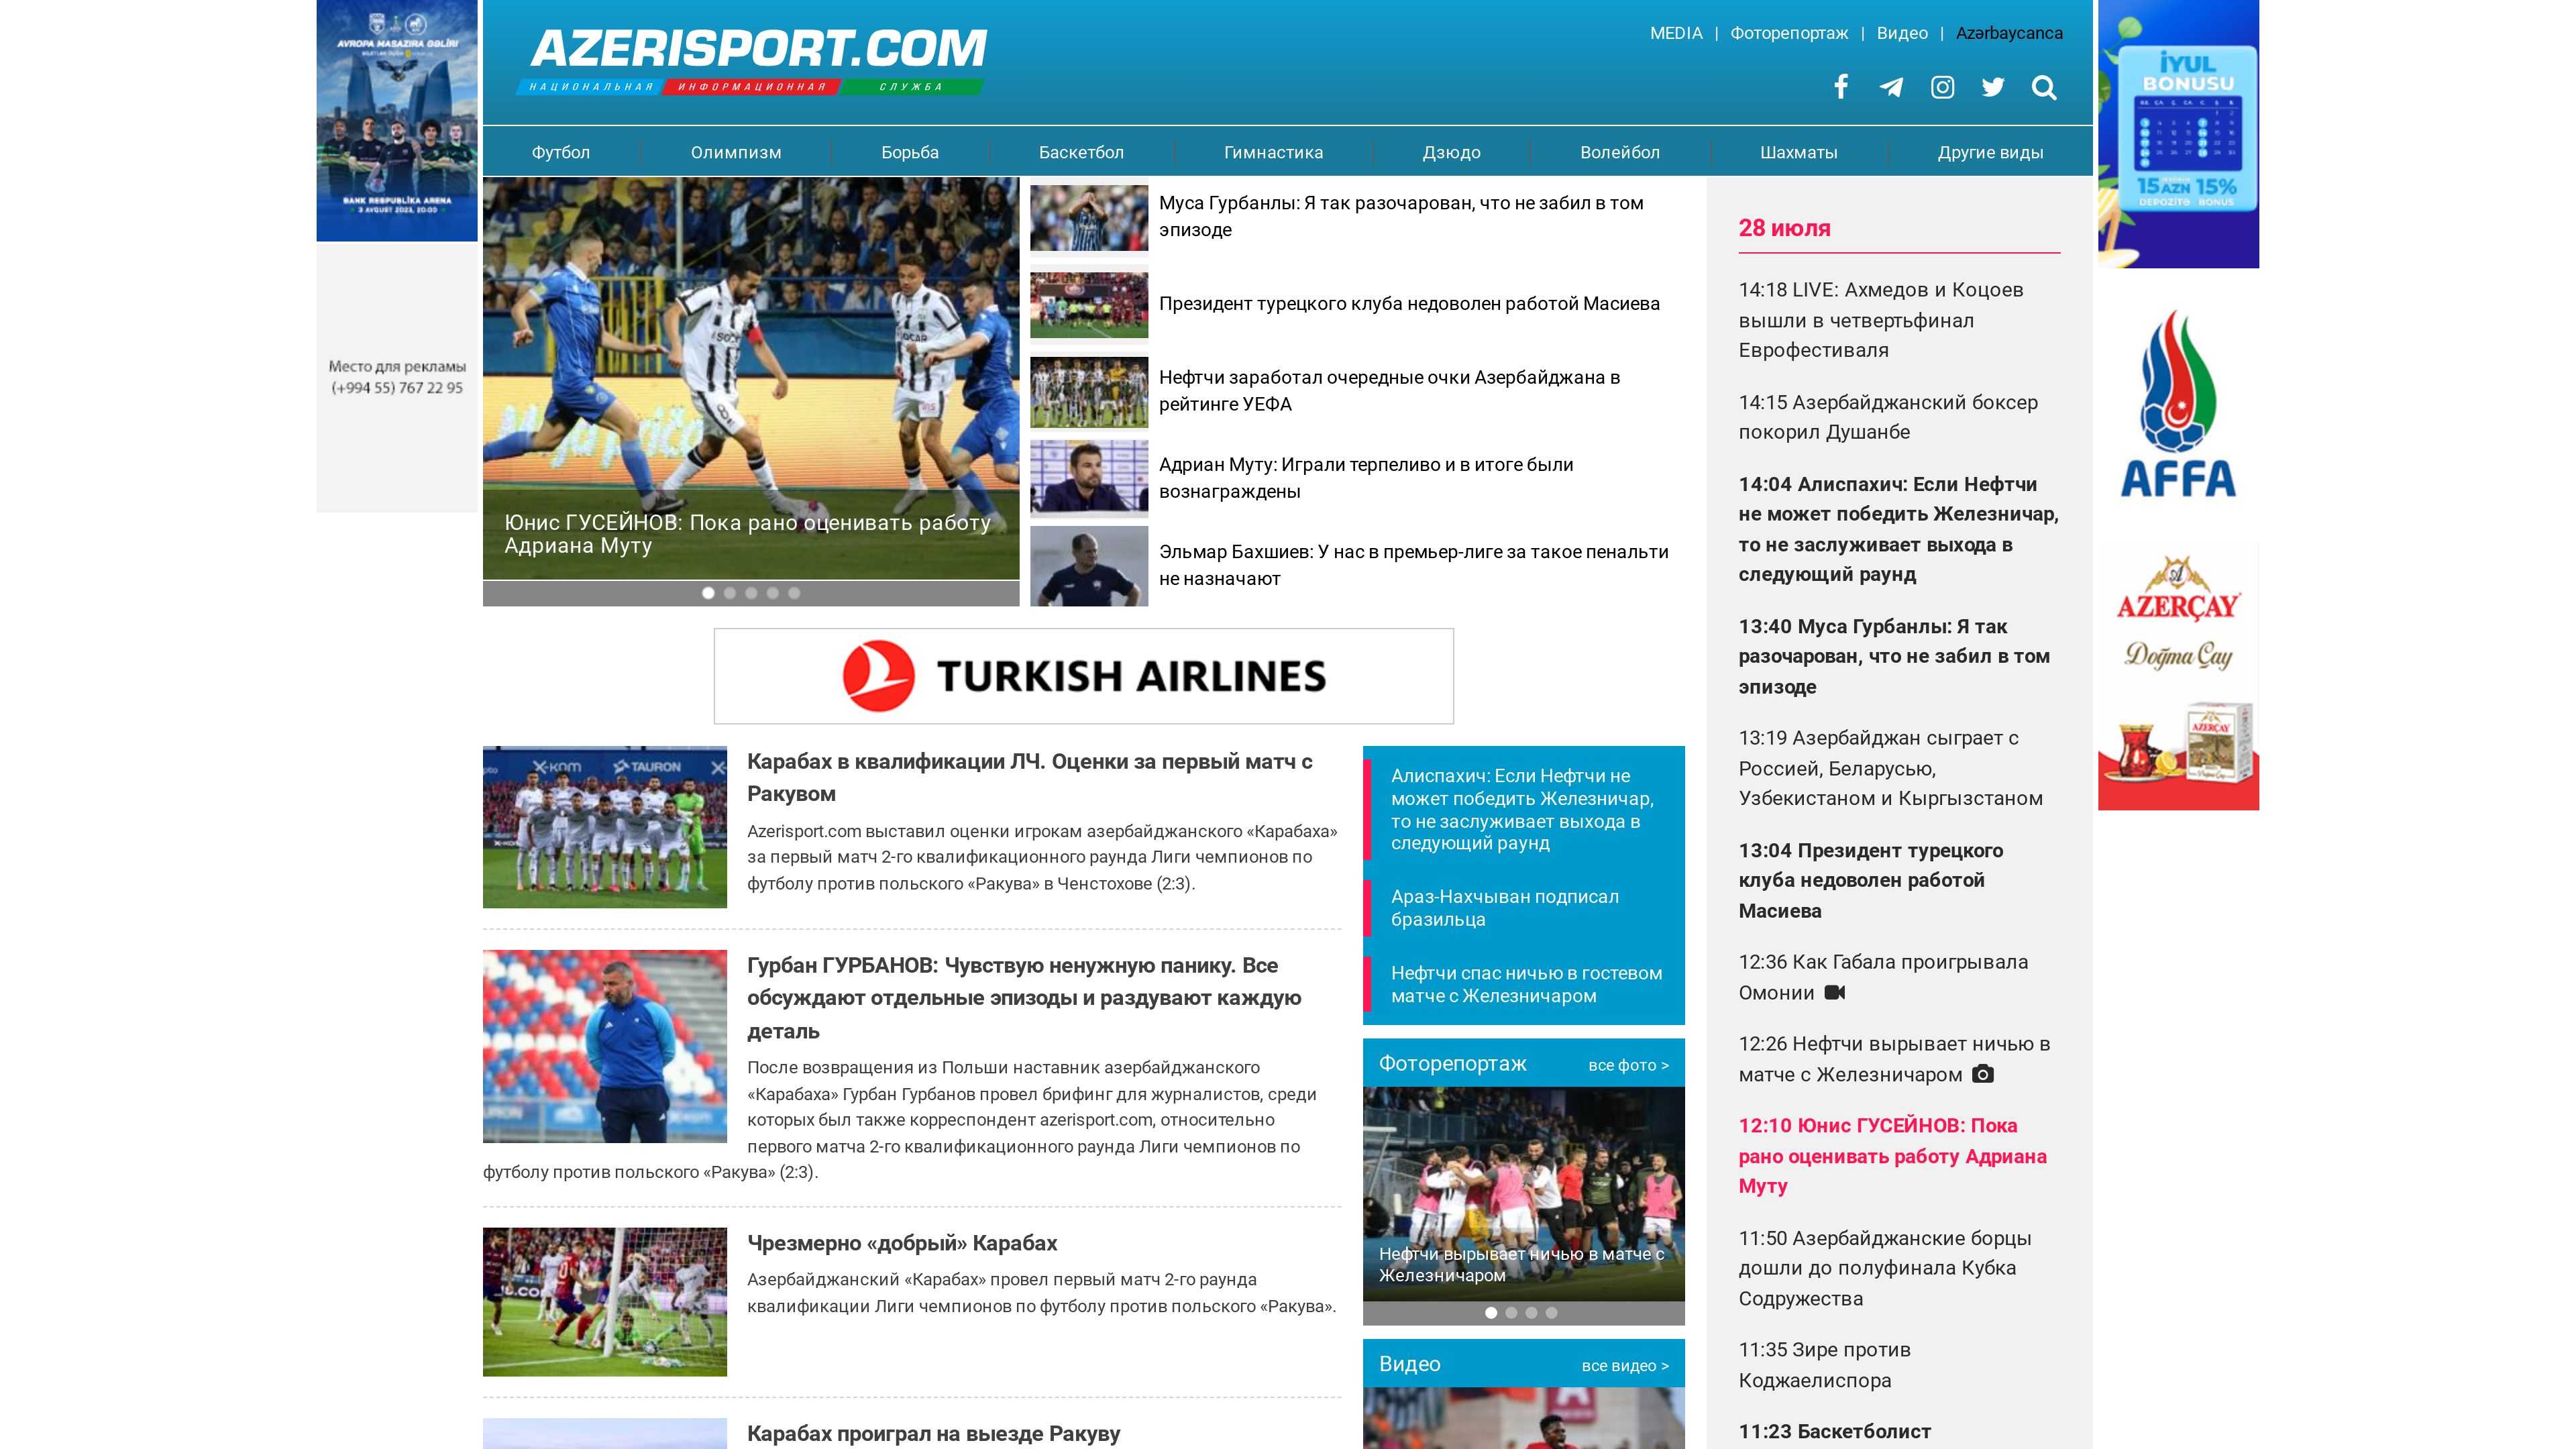 AVROPA MASAZIRA GƏLİR!
BANK RESPUBLİKA ARENA
3 AVQUST 2023, 20:00
Место для рекламы
(+994 55) 767 22 95
AZERISPORT.COM
НАЦИОНАЛЬНАЯ ИНФОРМАЦИОННАЯ СЛУЖБА
MEDIA | Фоторепортаж | Видео | Azərbaycanca
Футбол Олимпизм Борьба Баскетбол Гимнастика Дзюдо Волейбол Шахматы Другие виды
Юнис ГУСЕЙНОВ: Пока рано оценивать работу
Адриана Муту
Муса Гурбанлы: Я так разочарован, что не забил в том
эпизоде
Президент турецкого клуба недоволен работой Масиева
Нефтчи заработал очередные очки Азербайджана в
рейтинге УЕФА
Адриан Муту: Играли терпеливо и в итоге были
вознаграждены
Эльмар Бахшиев: У нас в премьер-лиге за такое пенальти
не назначают
TURKISH AIRLINES
X-KOM TAURON
Карабах в квалификации ЛЧ. Оценки за первый матч с
Ракувом
Azerisport.com выставил оценки игрокам азербайджанского «Карабаха»
за первый матч 2-го квалификационного раунда Лиги чемпионов по
футболу против польского «Ракува» в Ченстохове (2:3).
Гурбан ГУРБАНОВ: Чувствую ненужную панику. Все
обсуждают отдельные эпизоды и раздувают каждую
деталь
После возвращения из Польши наставник азербайджанского
«Карабаха» Гурбан Гурбанов провел брифинг для журналистов, среди
которых был также корреспондент azerisport.com, относительно
первого матча 2-го квалификационного раунда Лиги чемпионов по
футболу против польского «Ракува» (2:3).
Чрезмерно «добрый» Карабах
Азербайджанский «Карабах» провел первый матч 2-го раунда
квалификации Лиги чемпионов по футболу против польского «Ракува».
Карабах проиграл на выезде Ракуву
Алиспахич: Если Нефтчи не
может победить Железничар,
то не заслуживает выхода в
следующий раунд
Араз-Нахчыван подписал
бразильца
Нефтчи спас ничью в гостевом
матче с Железничаром
Фоторепортаж все фото >
Нефтчи вырывает ничью в матче с
Железничаром
Видео все видео >
28 июля
14:18 LIVE: Ахмедов и Коцоев
вышли в четвертьфинал
Еврофестиваля
14:15 Азербайджанский боксер
покорил Душанбе
14:04 Алиспахич: Если Нефтчи
не может победить Железничар,
то не заслуживает выхода в
следующий раунд
13:40 Муса Гурбанлы: Я так
разочарован, что не забил в том
эпизоде
13:19 Азербайджан сыграет с
Россией, Беларусью,
Узбекистаном и Кыргызстаном
13:04 Президент турецкого
клуба недоволен работой
Масиева
12:36 Как Габала проигрывала
Омонии
12:26 Нефтчи вырывает ничью в
матче с Железничаром
12:10 Юнис ГУСЕЙНОВ: Пока
рано оценивать работу Адриана
Муту
11:50 Азербайджанские борцы
дошли до полуфинала Кубка
Содружества
11:35 Зире против
Коджаелиспора
11:23 Баскетболист
İYUL
BONUSU
15 AZN 15%
DEPOZİTƏ BONUS
AFFA
AZERÇAY
Doğma Çay
AZERÇAY